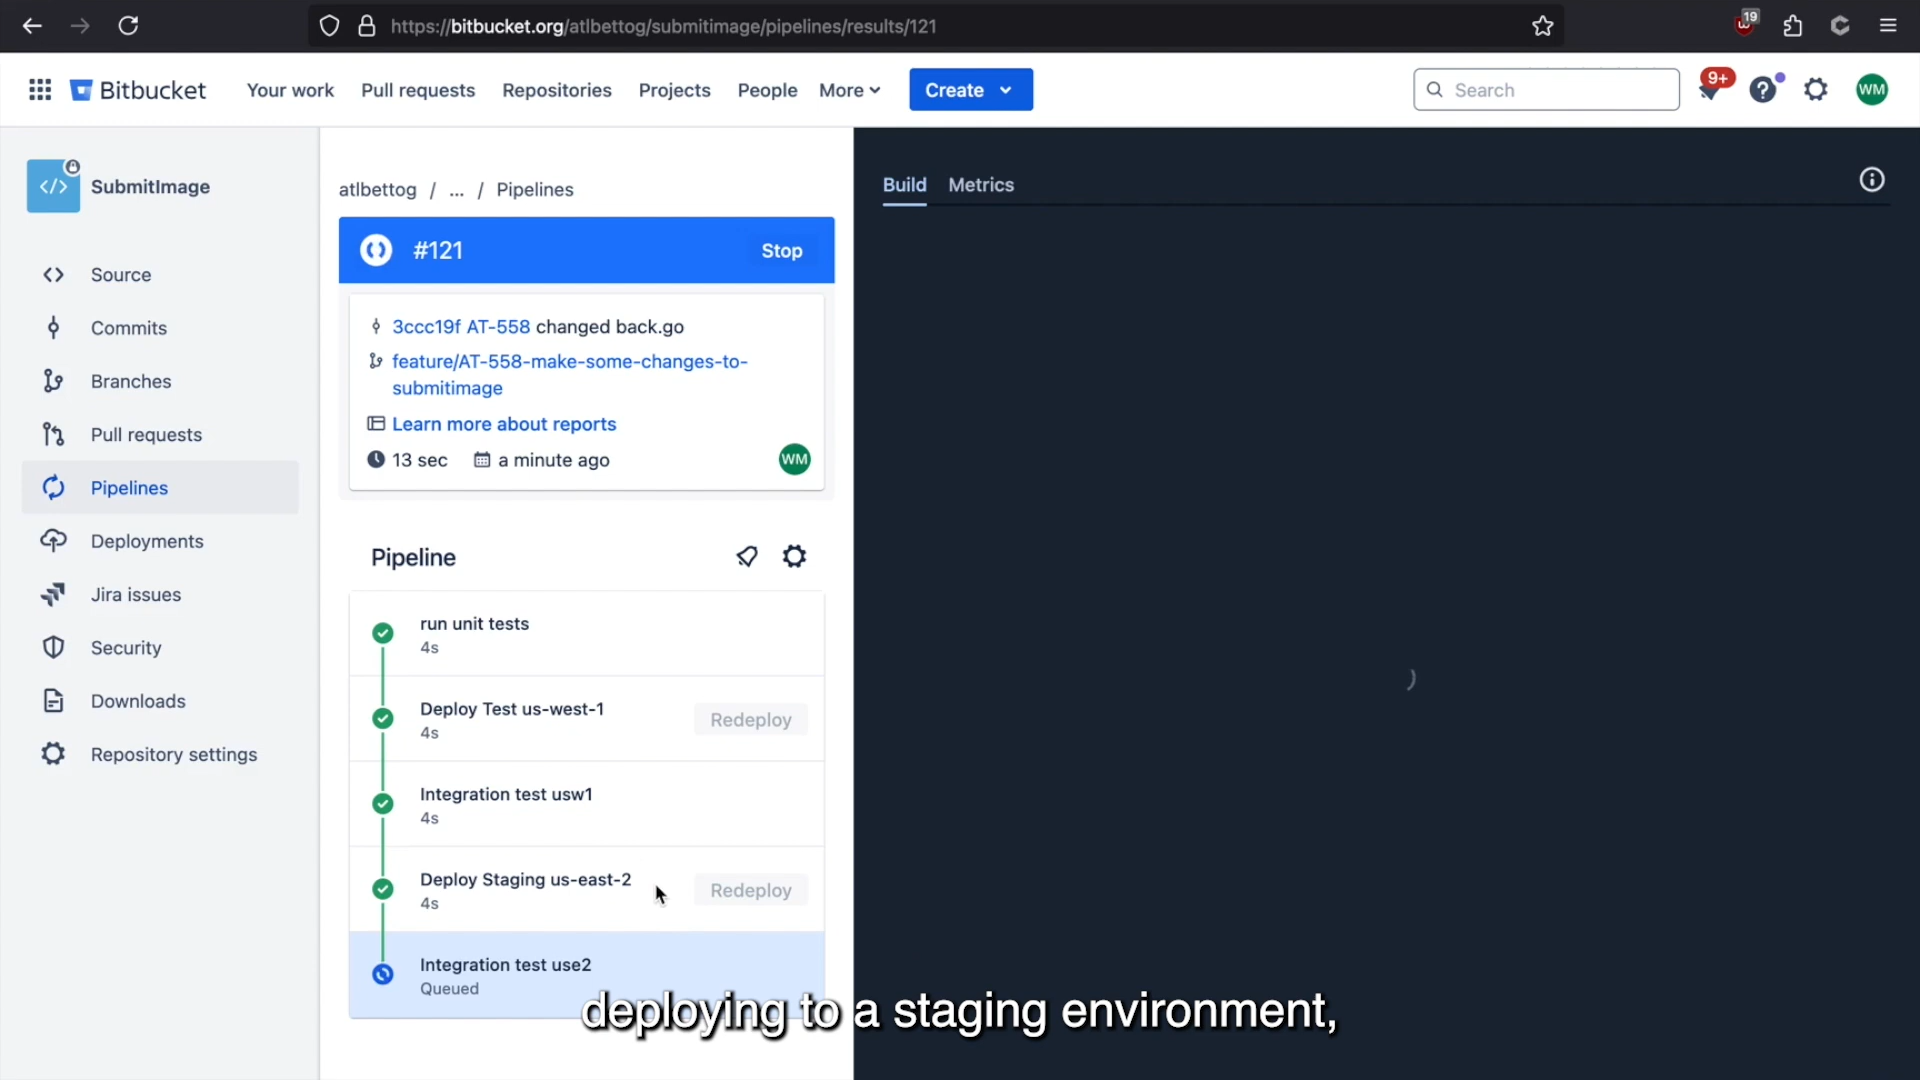 https://bitbucket.org/atlbettog/submitimage/pipelines/results/121
19
Bitbucket Your work Pull requests Repositories Projects People More Create Search 9+ WM
SubmitImage
Source
Commits
Branches
Pull requests
Pipelines
Deployments
Jira issues
Security
Downloads
Repository settings
atlbettog / ... / Pipelines
#121 Stop
3ccc19f AT-558 changed back.go
feature/AT-558-make-some-changes-to-
submitimage
Learn more about reports
13 sec a minute ago WM
Pipeline
run unit tests
4s
Deploy Test us-west-1
4s
Redeploy
Integration test usw1
4s
Deploy Staging us-east-2
4s
Redeploy
Integration test use2
Queued
Build Metrics
deploying to a staging environment,